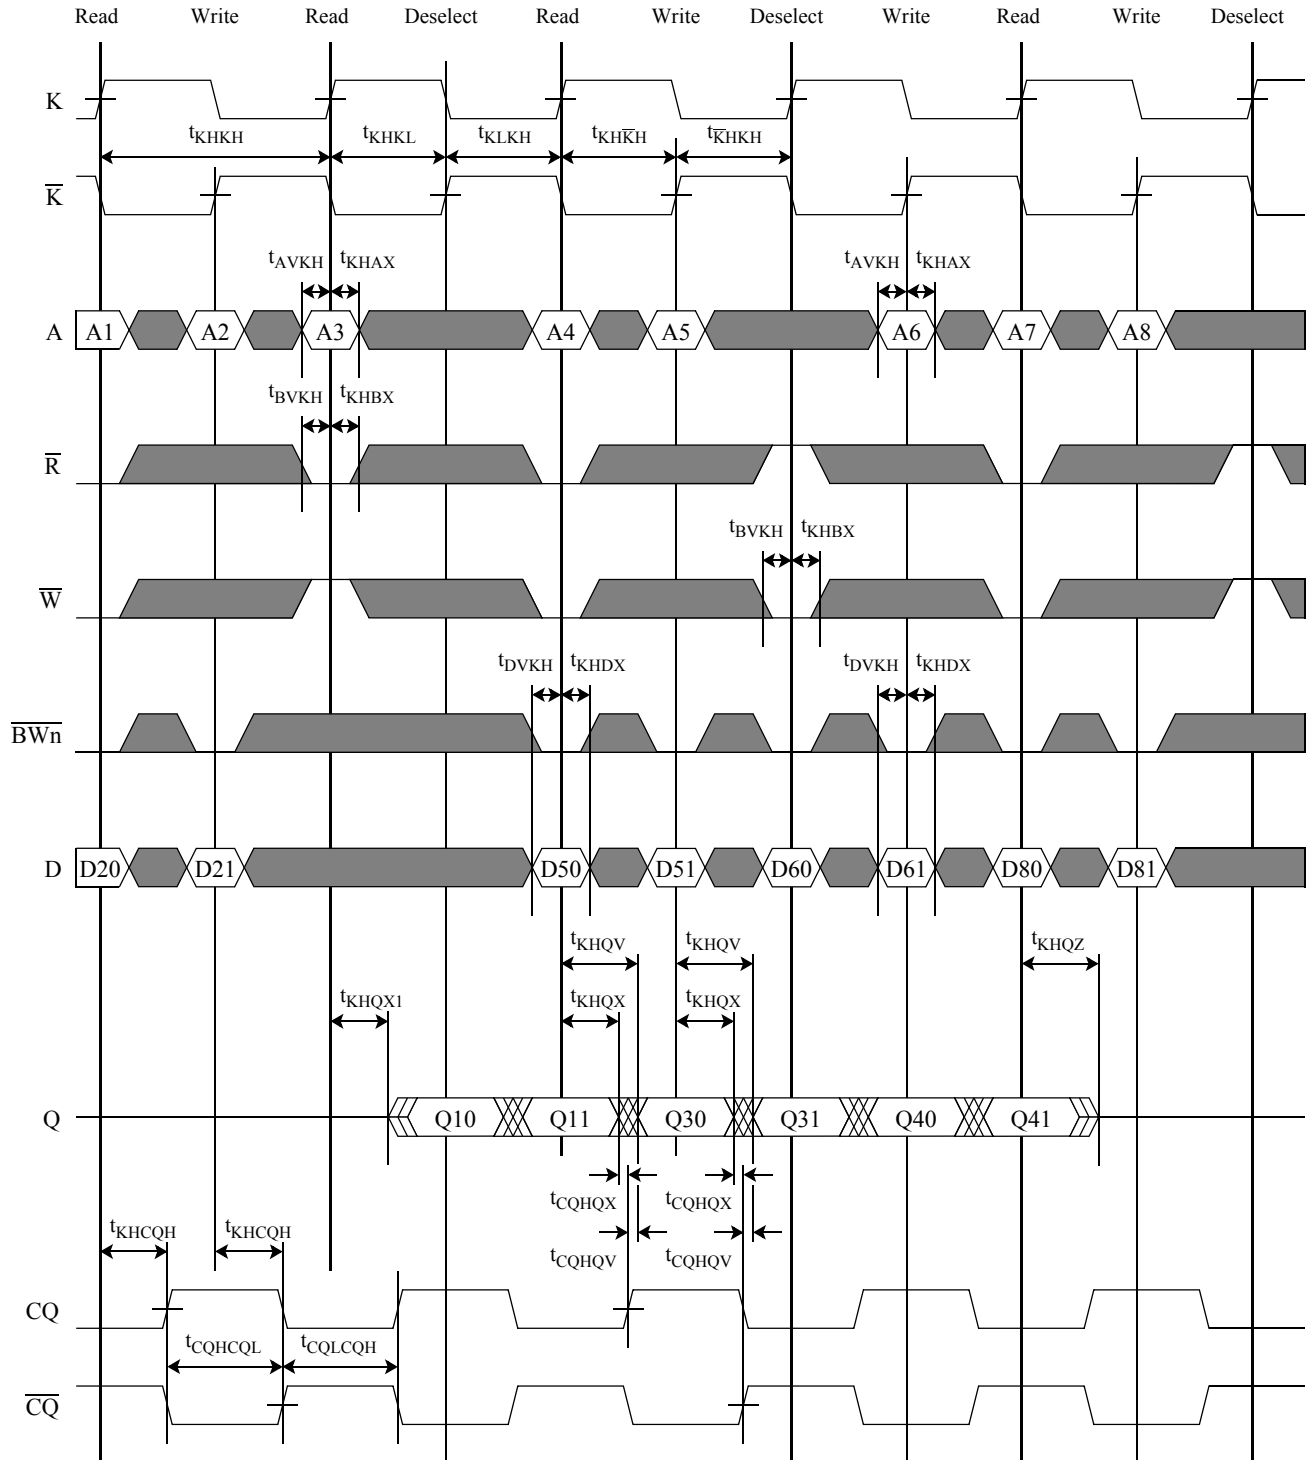 Read Write Read Deselect Read Write Deselect Write Read Write Deselect
K
tKHKH tKHKL tKLKH tKHK̅H tK̅HKH
K̅
tAVKH tKHAX tAVKH tKHAX
A A1 A2 A3 A4 A5 A6 A7 A8
tBVKH tKHBX
R̅
tBVKH tKHBX
W̅
tDVKH tKHDX tDVKH tKHDX
B̅W̅n̅
D D20 D21 D50 D51 D60 D61 D80 D81
tKHQV tKHQV tKHQZ
tKHQX1 tKHQX tKHQX
Q Q10 Q11 Q30 Q31 Q40 Q41
tCQHQX tCQHQX
tKHCQH tKHCQH
tCQHQV tCQHQV
CQ
tCQHCQL tCQLCQH
C̅Q̅